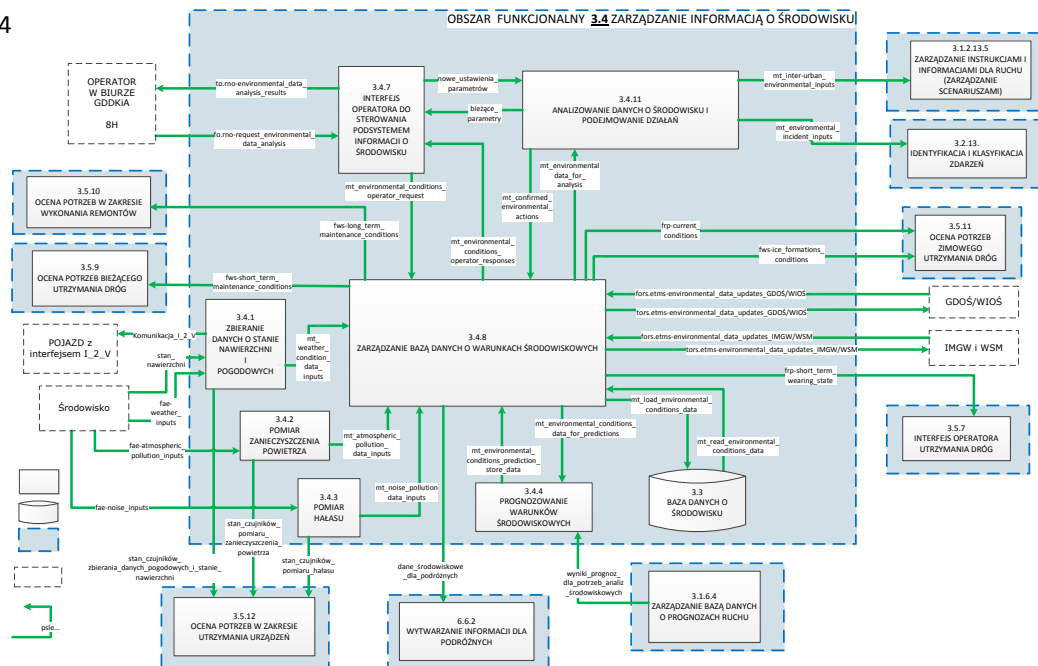 4
OBSZAR FUNKCJONALNY 3.4 ZARZĄDZANIE INFORMACJĄ O ŚRODOWISKU
OPERATOR
W BIURZE
GDDKiA
8H
to.rno-environmental_data_
analysis_results
fo.rno-request_environmental_
data_analysis
3.4.7
INTERFEJS
OPERATORA DO
STEROWANIA
PODSYSTEMEM
INFORMACJI O
ŚRODOWISKU
nowe_ustawienia_
parametrów
bieżące_
parametry
3.4.11
ANALIZOWANIE DANYCH O ŚRODOWISKU I
PODEJMOWANIE DZIAŁAŃ
mt_inter-urban_
environmental_inputs
mt_environmental_
incident_inputs
3.1.2.13.5
ZARZĄDZANIE INSTRUKCJAMI I
INFORMACJAMI DLA RUCHU
(ZARZĄDZANIE
SCENARIUSZAMI)
3.2.13.
IDENTYFIKACJA I KLASYFIKACJA
ZDARZEŃ
3.5.10
OCENA POTRZEB W ZAKRESIE
WYKONANIA REMONTÓW
mt_environmental_conditions_
operator_request
mt_environmental_
data_for_
analysis
mt_confirmed_
environmental_
actions
fws-long_term_
maintenance_conditions
mt_environmental_
conditions_
operator_responses
frp-current_
conditions
fws-ice_formations_
conditions
3.5.11
OCENA POTRZEB
ZIMOWEGO
UTRZYMANIA DRÓG
3.5.9
OCENA POTRZEB BIEŻĄCEGO
UTRZYMANIA DRÓG
fws-short_term_
maintenance_conditions
3.4.8
ZARZĄDZANIE BAZĄ DANYCH O WARUNKACH ŚRODOWISKOWYCH
fors.etms-environmental_data_updates_GDOŚ/WIOŚ
tors.etms-environmental_data_updates_GDOŚ/WIOŚ
GDOŚ/WIOŚ
fors.etms-environmental_data_updates_IMGW/WSM
tors.etms-environmental_data_updates_IMGW/WSM
IMGW i WSM
POJAZD z
interfejsem I_2_V
Komunikacja_i_2_V
stan_
nawierzchni
3.4.1
ZBIERANIE
DANYCH O STANIE
NAWIERZCHNI
I
POGODOWYCH
mt_
weather_
condition_
data_
inputs
Środowisko
fae-
weather_
inputs
fae-atmospheric_
pollution_inputs
3.4.2
POMIAR
ZANIECZYSZCZENIA
POWIETRZA
mt_atmospheric_
pollution_
data_inputs
frp-short_term_
wearing_state
mt_load_environmental_
conditions_data
mt_environmental_conditions_
data_for_predictions
mt_read_environmental_
conditions_data
mt_environmental_
conditions_prediction_
store_data
3.5.7
INTERFEJS OPERATORA
UTRZYMANIA DRÓG
fae-noise_inputs
3.4.3
POMIAR
HAŁASU
mt_noise_pollution
data_inputs
3.4.4
PROGNOZOWANIE
WARUNKÓW
ŚRODOWISKOWYCH
3.3
BAZA DANYCH O
ŚRODOWISKU
stan_czujników_
pomiaru_
zanieczyszczenia_
powietrza
stan_czujników_
zbierania_danych_pogodowych_i_stanie_
nawierzchni
stan_czujników_
pomiaru_hałasu
dane_środowiskowe
_dla_podróżnych
wyniki_prognoz_
dla_potrzeb_analiz
_środowiskowych
3.1.6.4
ZARZĄDZANIE BAZĄ DANYCH
O PROGNOZACH RUCHU
3.5.12
OCENA POTRZEB W ZAKRESIE
UTRZYMANIA URZĄDZEŃ
6.6.2
WYTWARZANIE INFORMACJI DLA
PODRÓŻNYCH
psle...